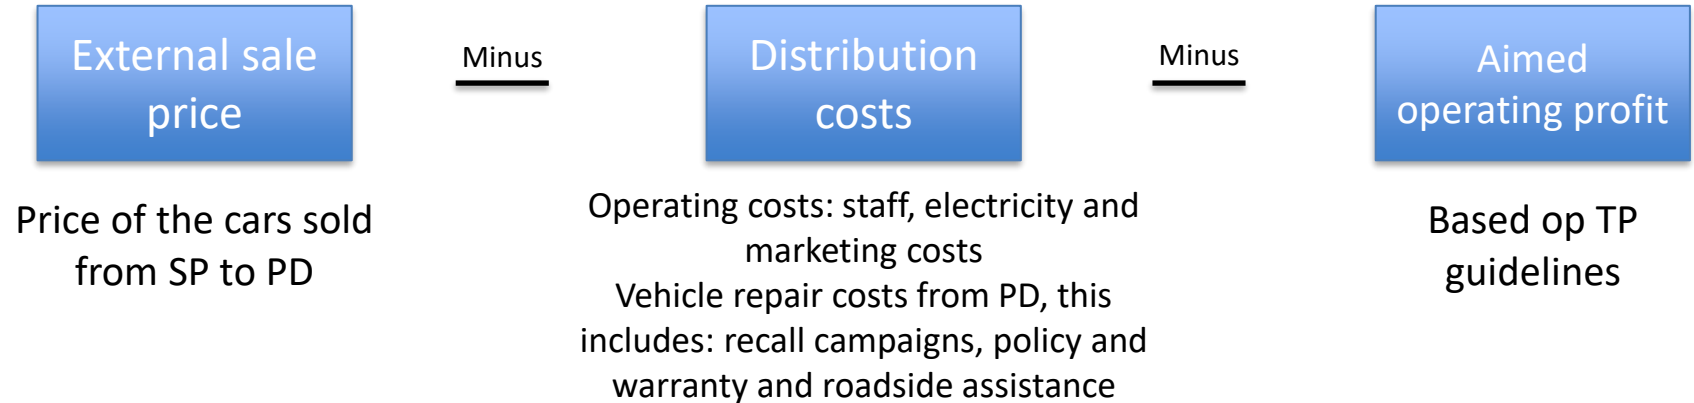 External sale
price
Minus
Distribution
costs
Minus
Aimed
operating profit
Price of the cars sold
from SP to PD
Operating costs: staff, electricity and
marketing costs
Vehicle repair costs from PD, this
includes: recall campaigns, policy and
warranty and roadside assistance
Based op TP
guidelines